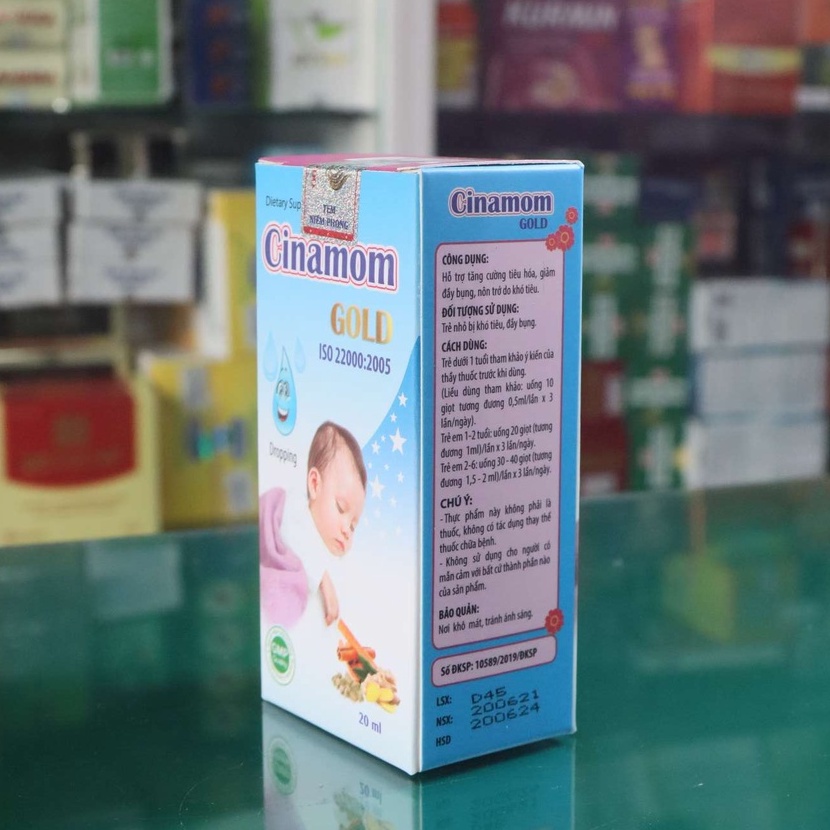 Dietary Sup
TEM
NIÊM PHONG
Cinamom
GOLD
ISO 22000:2005
Dropping
GMP
20 ml
Cinamom
GOLD
CÔNG DỤNG:
Hỗ trợ tăng cường tiêu hóa, giảm
đầy bụng, nôn trớ do khó tiêu.
ĐỐI TƯỢNG SỬ DỤNG:
Trẻ nhỏ bị khó tiêu, đầy bụng.
CÁCH DÙNG:
Trẻ dưới 1 tuổi tham khảo ý kiến của
thầy thuốc trước khi dùng.
(Liều dùng tham khảo: uống 10
giọt tương đương 0,5ml/lần x 3
lần/ngày).
Trẻ em 1-2 tuổi: uống 20 giọt (tương
đương 1ml)/lần x 3 lần/ngày.
Trẻ em 2-6: uống 30 - 40 giọt (tương
đương 1,5 - 2 ml)/lần x 3 lần/ngày.
CHÚ Ý:
- Thực phẩm này không phải là
thuốc, không có tác dụng thay thế
thuốc chữa bệnh.
- Không sử dụng cho người có
mẫn cảm với bất cứ thành phần nào
của sản phẩm.
BẢO QUẢN:
Nơi khô mát, tránh ánh sáng.
Số ĐKSP: 10589/2019/ĐKSP
LSX: D45
NSX: 200621
HSD 200624